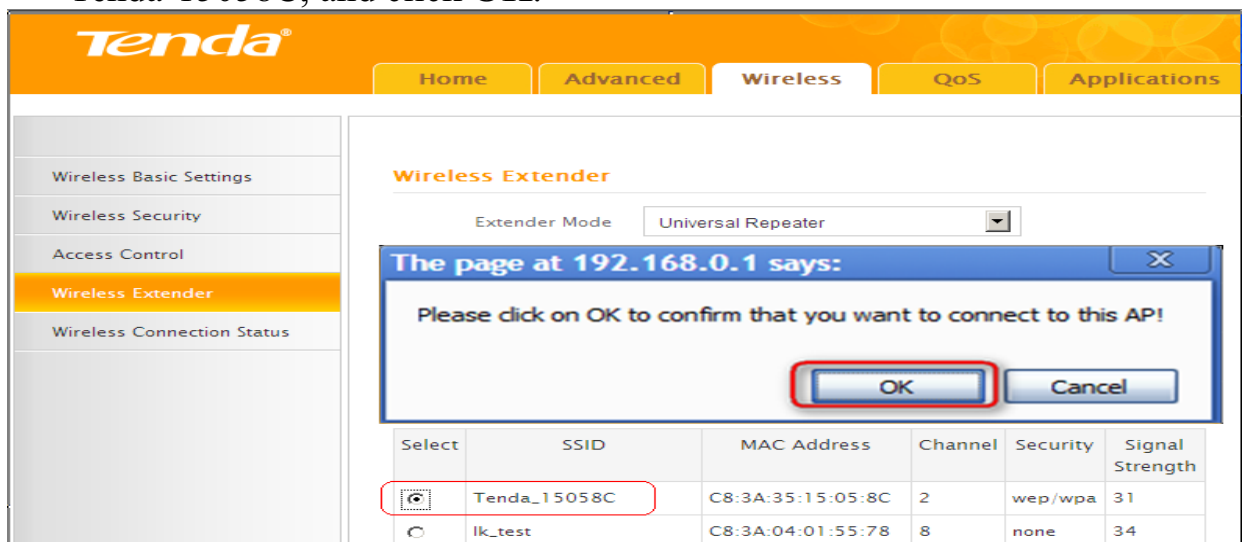 Tenda®
Home Advanced Wireless QoS Applications
Wireless Basic Settings
Wireless Security
Access Control
Wireless Extender
Wireless Connection Status
Wireless Extender
Extender Mode Universal Repeater
The page at 192.168.0.1 says:
Please click on OK to confirm that you want to connect to this AP!
OK Cancel
Select SSID MAC Address Channel Security Signal Strength
Tenda_15058C C8:3A:35:15:05:8C 2 wep/wpa 31
lk_test C8:3A:04:01:55:78 8 none 34